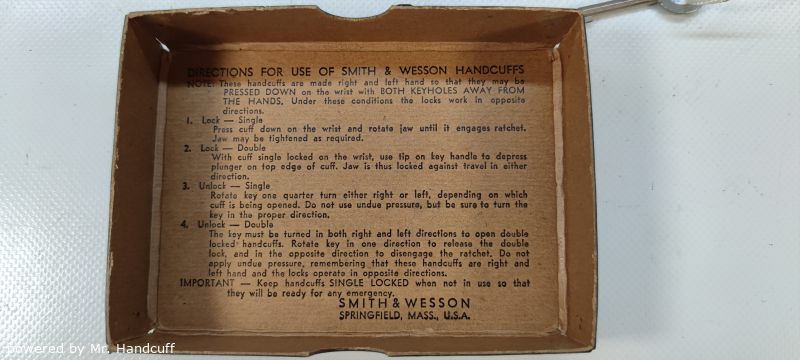 DIRECTIONS FOR USE OF SMITH & WESSON HANDCUFFS
NOTE: These handcuffs are made right and left hand so that they may be
PRESSED DOWN on the wrist with BOTH KEYHOLES AWAY FROM
THE HANDS. Under these conditions the locks work in opposite
directions.
1. Lock — Single
Press cuff down on the wrist and rotate jaw until it engages ratchet.
Jaw may be tightened as required.
2. Lock — Double
With cuff single locked on the wrist, use tip on key handle to depress
plunger on top edge of cuff. Jaw is thus locked against travel in either
direction.
3. Unlock — Single
Rotate key one quarter turn either right or left, depending on which
cuff is being opened. Do not use undue pressure, but be sure to turn the
key in the proper direction.
4. Unlock — Double
The key must be turned in both right and left directions to open double
locked handcuffs. Rotate key in one direction to release the double
lock, and in the opposite direction to disengage the ratchet. Do not
apply undue pressure, remembering that these handcuffs are right and
left hand and the locks operate in opposite directions.
IMPORTANT — Keep handcuffs SINGLE LOCKED when not in use so that
they will be ready for any emergency.
SMITH & WESSON
SPRINGFIELD, MASS., U.S.A.
powered by Mr. Handcuff